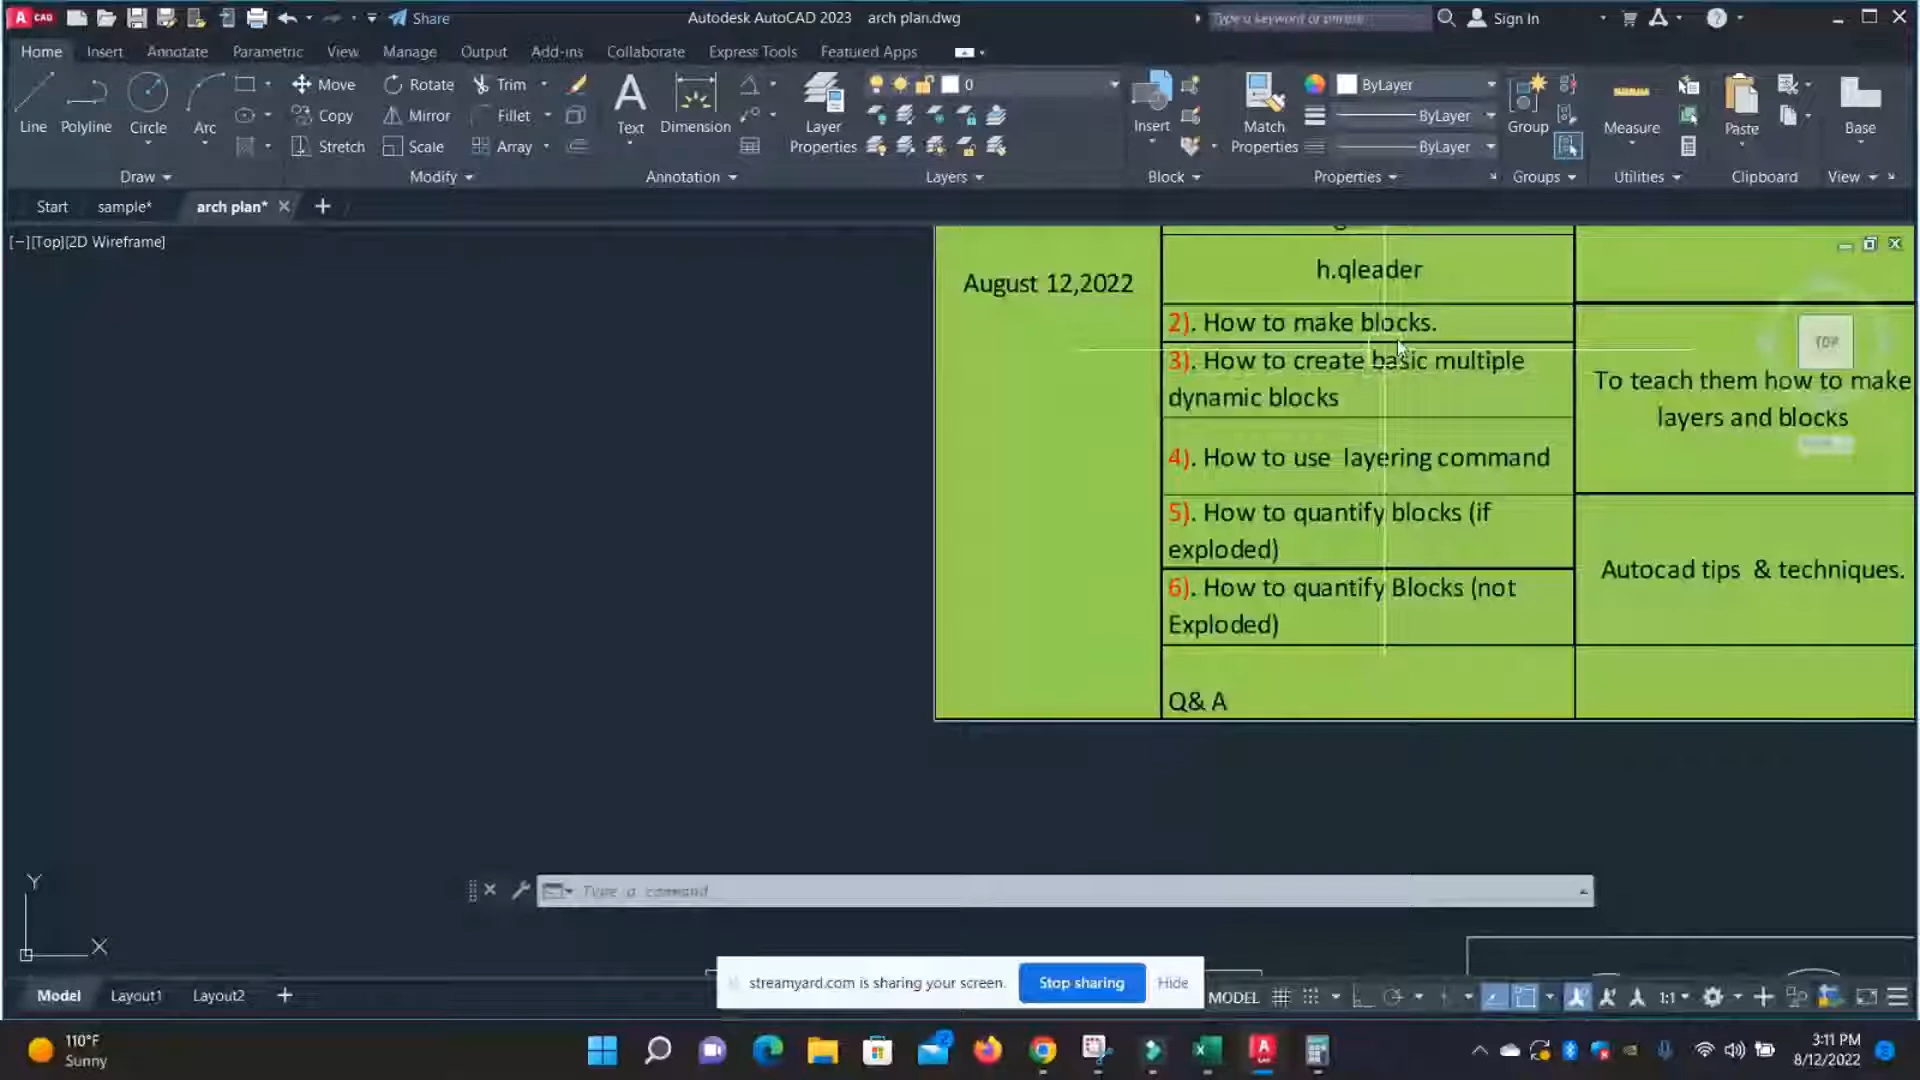 A CAD
Share
Autodesk AutoCAD 2023 arch plan.dwg
Sign In
Home Insert Annotate Parametric View Manage Output Add-ins Collaborate Express Tools Featured Apps
Line
Polyline
Circle
Arc
Move
Rotate
Trim
Copy
Mirror
Fillet
Stretch
Scale
Array
Text
Dimension
Layer
Properties
0
Insert
Match
Properties
ByLayer
ByLayer
ByLayer
Group
Measure
Paste
Base
Draw
Modify
Annotation
Layers
Block
Properties
Groups
Utilities
Clipboard
View
Start sample* arch plan*
[−][Top][2D Wireframe]
August 12,2022
h.qleader
2). How to make blocks.
3). How to create basic multiple
dynamic blocks
4). How to use layering command
5). How to quantify blocks (if
exploded)
6). How to quantify Blocks (not
Exploded)
Q& A
TOP
To teach them how to make
layers and blocks
Autocad tips & techniques.
Type a command
Y
X
streamyard.com is sharing your screen.
Stop sharing
Hide
Model Layout1 Layout2
MODEL
1:1
110°F
Sunny
3:11 PM
8/12/2022